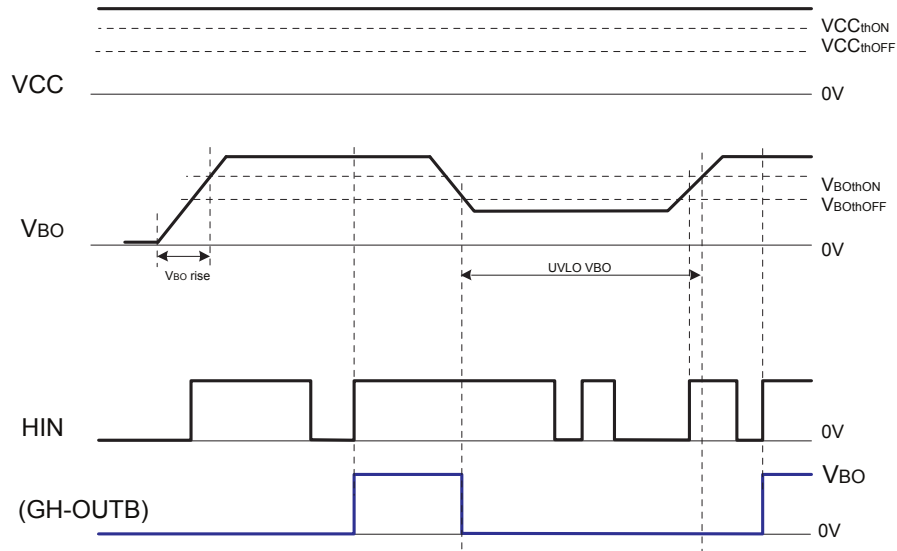 VCCthON
VCCthOFF
VCC
0V
VBOthON
VBOthOFF
VBO
0V
VBO rise
UVLO VBO
HIN
0V
VBO
(GH-OUTB)
0V